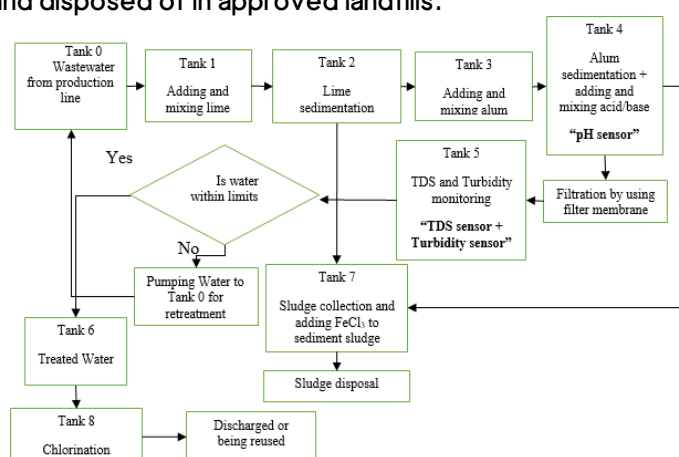 and disposed of in approved landfills.
Tank 0
Wastewater
from production
line
Tank 1
Adding and
mixing lime
Tank 2
Lime
sedimentation
Tank 3
Adding and
mixing alum
Tank 4
Alum
sedimentation +
adding and
mixing acid/base
“pH sensor”
Filtration by using
filter membrane
Tank 5
TDS and Turbidity
monitoring
“TDS sensor +
Turbidity sensor”
Is water
within limits
Yes
No
Pumping Water to
Tank 0 for
retreatment
Tank 7
Sludge collection and
adding FeCl₃ to
sediment sludge
Sludge disposal
Tank 6
Treated Water
Tank 8
Chlorination
Discharged or
being reused